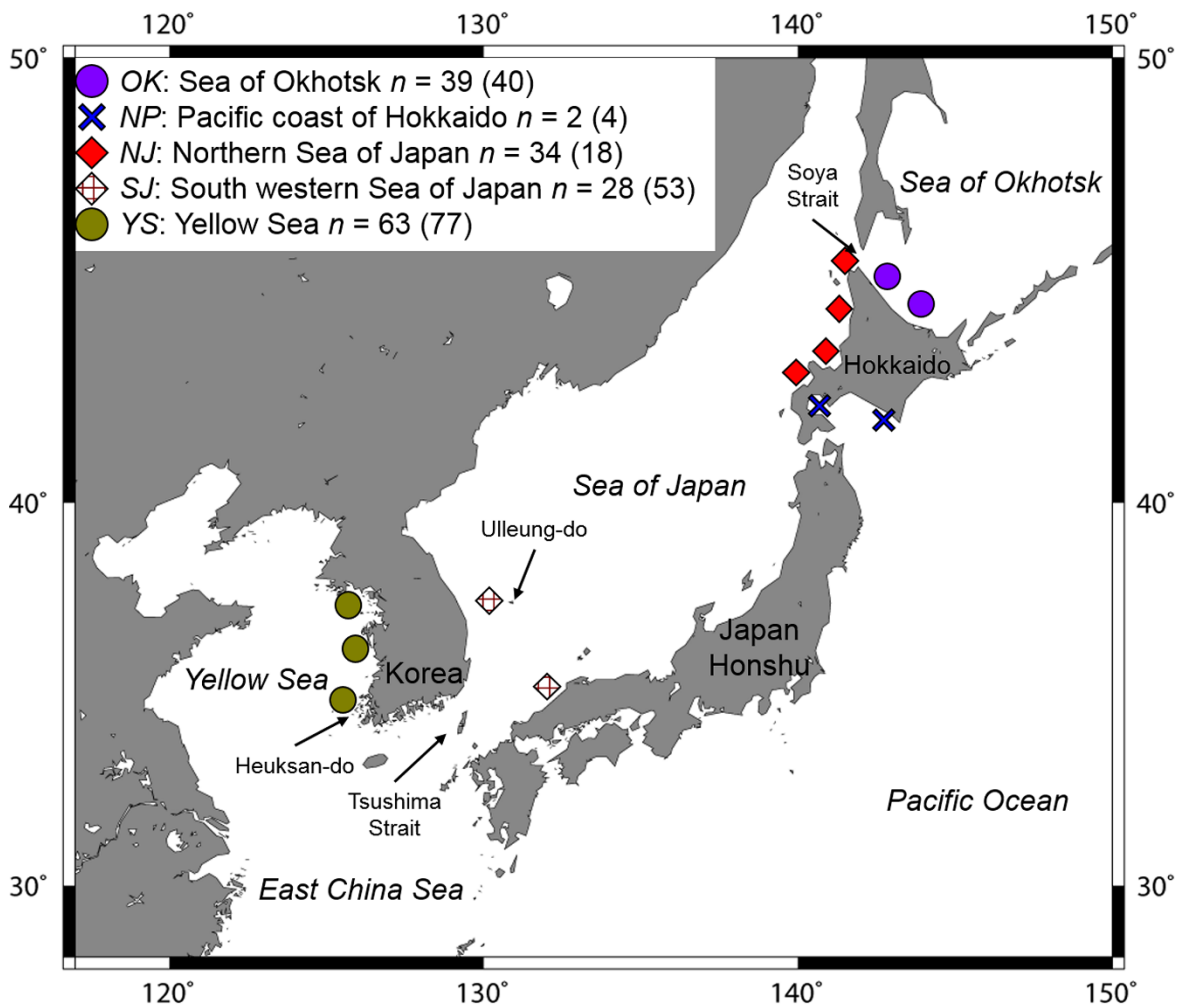 120˚ 130˚ 140˚ 150˚
50˚ 50˚
OK: Sea of Okhotsk n = 39 (40)
NP: Pacific coast of Hokkaido n = 2 (4)
NJ: Northern Sea of Japan n = 34 (18)
SJ: South western Sea of Japan n = 28 (53)
YS: Yellow Sea n = 63 (77)
Soya
Strait
Sea of Okhotsk
Hokkaido
Sea of Japan
40˚ 40˚
Ulleung-do
Japan
Honshu
Yellow Sea
Korea
Heuksan-do
Tsushima
Strait
Pacific Ocean
East China Sea
30˚ 30˚
120˚ 130˚ 140˚ 150˚